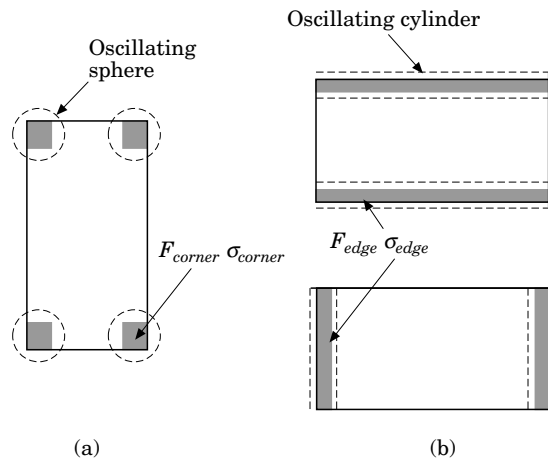 Oscillating
sphere
Oscillating cylinder
F_corner σ_corner
F_edge σ_edge
(a)
(b)